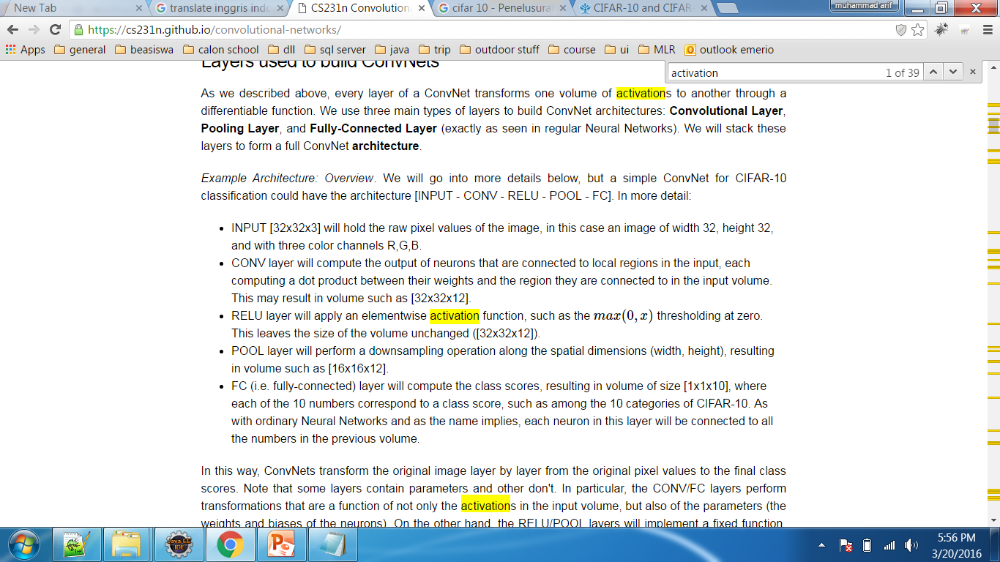 New Tab
translate inggris indo
CS231n Convolution
cifar 10 - Penelusura
CIFAR-10 and CIFAR-
muhammad arif
https://cs231n.github.io/convolutional-networks/
Apps general beasiswa calon school dll sql server java trip outdoor stuff course ui MLR outlook emerio
activation 1 of 39
Layers used to build ConvNets
As we described above, every layer of a ConvNet transforms one volume of activations to another through a
differentiable function. We use three main types of layers to build ConvNet architectures: Convolutional Layer,
Pooling Layer, and Fully-Connected Layer (exactly as seen in regular Neural Networks). We will stack these
layers to form a full ConvNet architecture.
Example Architecture: Overview. We will go into more details below, but a simple ConvNet for CIFAR-10
classification could have the architecture [INPUT - CONV - RELU - POOL - FC]. In more detail:
• INPUT [32x32x3] will hold the raw pixel values of the image, in this case an image of width 32, height 32,
and with three color channels R,G,B.
• CONV layer will compute the output of neurons that are connected to local regions in the input, each
computing a dot product between their weights and the region they are connected to in the input volume.
This may result in volume such as [32x32x12].
• RELU layer will apply an elementwise activation function, such as the max(0, x) thresholding at zero.
This leaves the size of the volume unchanged ([32x32x12]).
• POOL layer will perform a downsampling operation along the spatial dimensions (width, height), resulting
in volume such as [16x16x12].
• FC (i.e. fully-connected) layer will compute the class scores, resulting in volume of size [1x1x10], where
each of the 10 numbers correspond to a class score, such as among the 10 categories of CIFAR-10. As
with ordinary Neural Networks and as the name implies, each neuron in this layer will be connected to all
the numbers in the previous volume.
In this way, ConvNets transform the original image layer by layer from the original pixel values to the final class
scores. Note that some layers contain parameters and other don't. In particular, the CONV/FC layers perform
transformations that are a function of not only the activations in the input volume, but also of the parameters (the
weights and biases of the neurons). On the other hand, the RELU/POOL layers will implement a fixed function.
Java EE
IDE
5:56 PM
3/20/2016